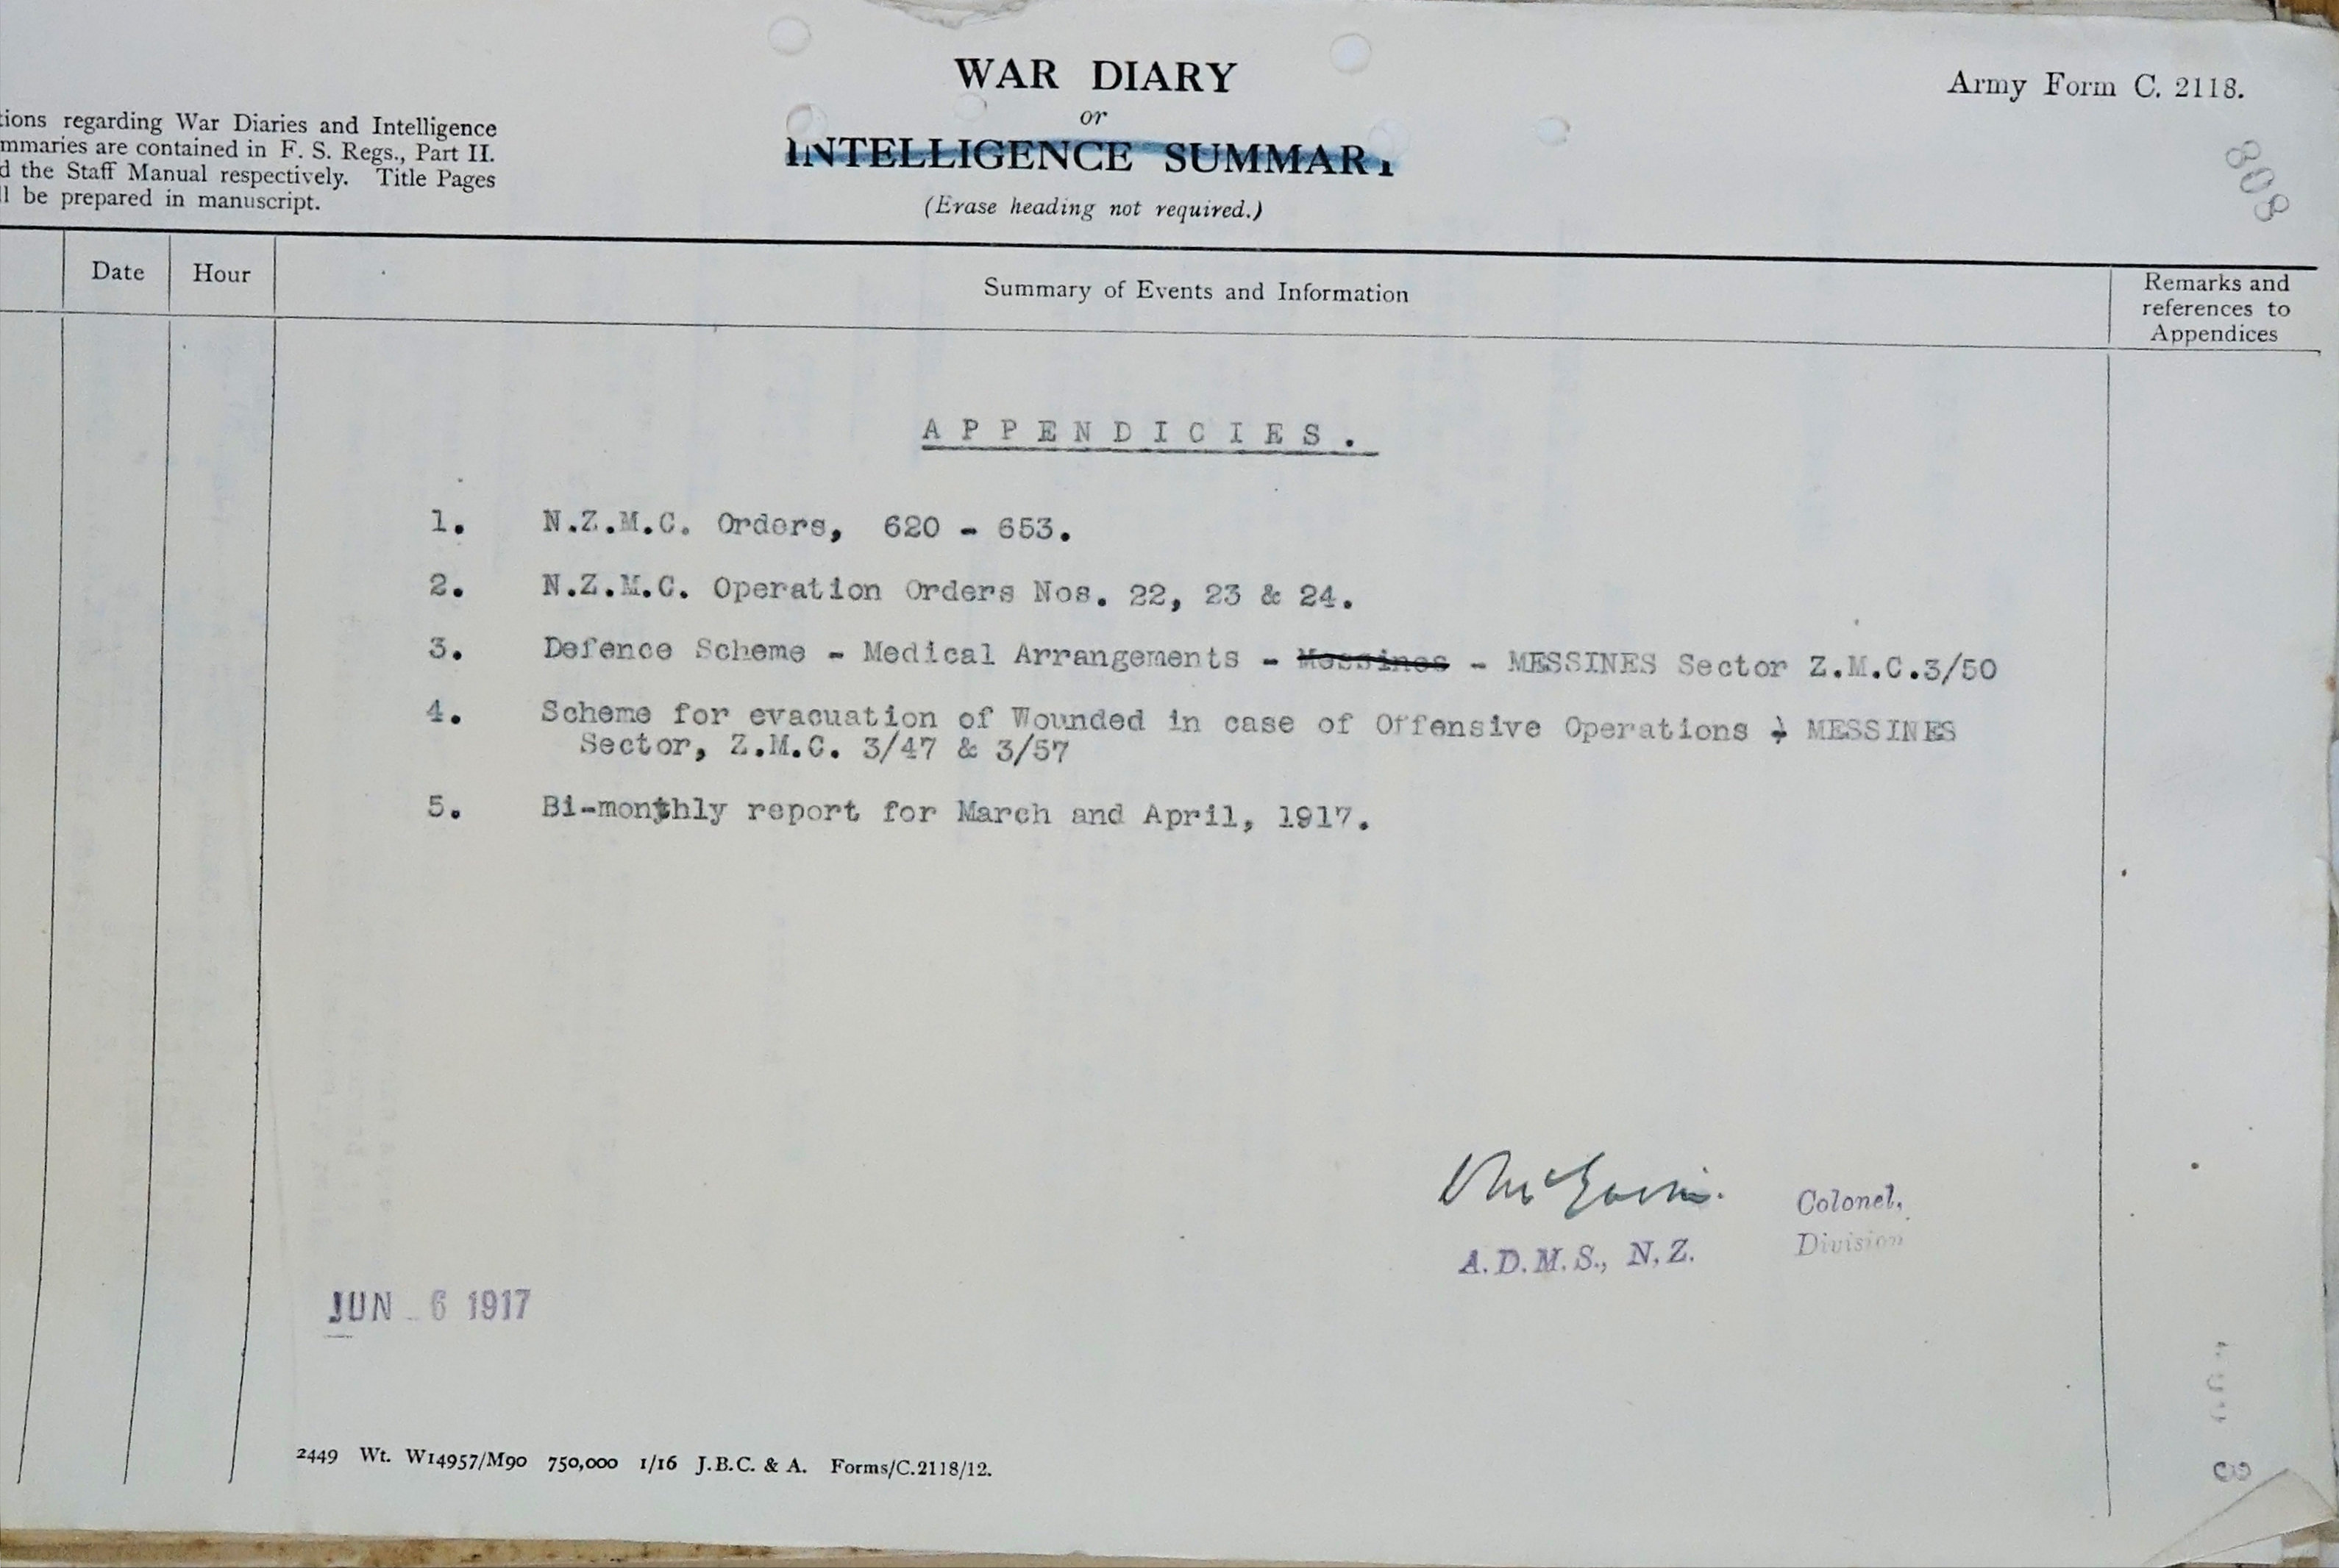 WAR DIARY
or
INTELLIGENCE SUMMARY
(Erase heading not required.)
Army Form C. 2118.
tions regarding War Diaries and Intelligence
mmaries are contained in F. S. Regs., Part II.
d the Staff Manual respectively. Title Pages
ll be prepared in manuscript.
808
Date
Hour
Summary of Events and Information
Remarks and
references to
Appendices
APPENDICIES.
1. N.Z.M.C. Orders, 620 - 653.
2. N.Z.M.C. Operation Orders Nos. 22, 23 & 24.
3. Defence Scheme - Medical Arrangements - Messines - MESSINES Sector Z.M.C.3/50
4. Scheme for evacuation of Wounded in case of Offensive Operations - MESSINES
Sector, Z.M.C. 3/47 & 3/57
5. Bi-monthly report for March and April, 1917.
Colonel,
A.D.M.S., N.Z. Division
JUN 6 1917
2449 Wt. W14957/M90 750,000 1/16 J.B.C. & A. Forms/C.2118/12.